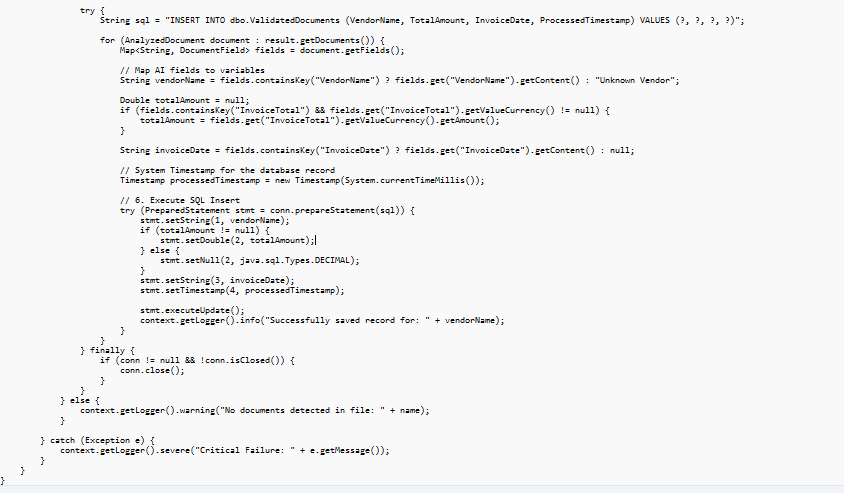 try {
String sql = "INSERT INTO dbo.ValidatedDocuments (VendorName, TotalAmount, InvoiceDate, ProcessedTimestamp) VALUES (?, ?, ?, ?)";
for (AnalyzedDocument document : result.getDocuments()) {
Map<String, DocumentField> fields = document.getFields();
// Map AI fields to variables
String vendorName = fields.containsKey("VendorName") ? fields.get("VendorName").getContent() : "Unknown Vendor";
Double totalAmount = null;
if (fields.containsKey("InvoiceTotal") && fields.get("InvoiceTotal").getValueCurrency() != null) {
totalAmount = fields.get("InvoiceTotal").getValueCurrency().getAmount();
}
String invoiceDate = fields.containsKey("InvoiceDate") ? fields.get("InvoiceDate").getContent() : null;
// System Timestamp for the database record
Timestamp processedTimestamp = new Timestamp(System.currentTimeMillis());
// 6. Execute SQL Insert
try (PreparedStatement stmt = conn.prepareStatement(sql)) {
stmt.setString(1, vendorName);
if (totalAmount != null) {
stmt.setDouble(2, totalAmount);
} else {
stmt.setNull(2, java.sql.Types.DECIMAL);
}
stmt.setString(3, invoiceDate);
stmt.setTimestamp(4, processedTimestamp);
stmt.executeUpdate();
context.getLogger().info("Successfully saved record for: " + vendorName);
}
}
} finally {
if (conn != null && !conn.isClosed()) {
conn.close();
}
}
} else {
context.getLogger().warning("No documents detected in file: " + name);
}
} catch (Exception e) {
context.getLogger().severe("Critical Failure: " + e.getMessage());
}
}
}